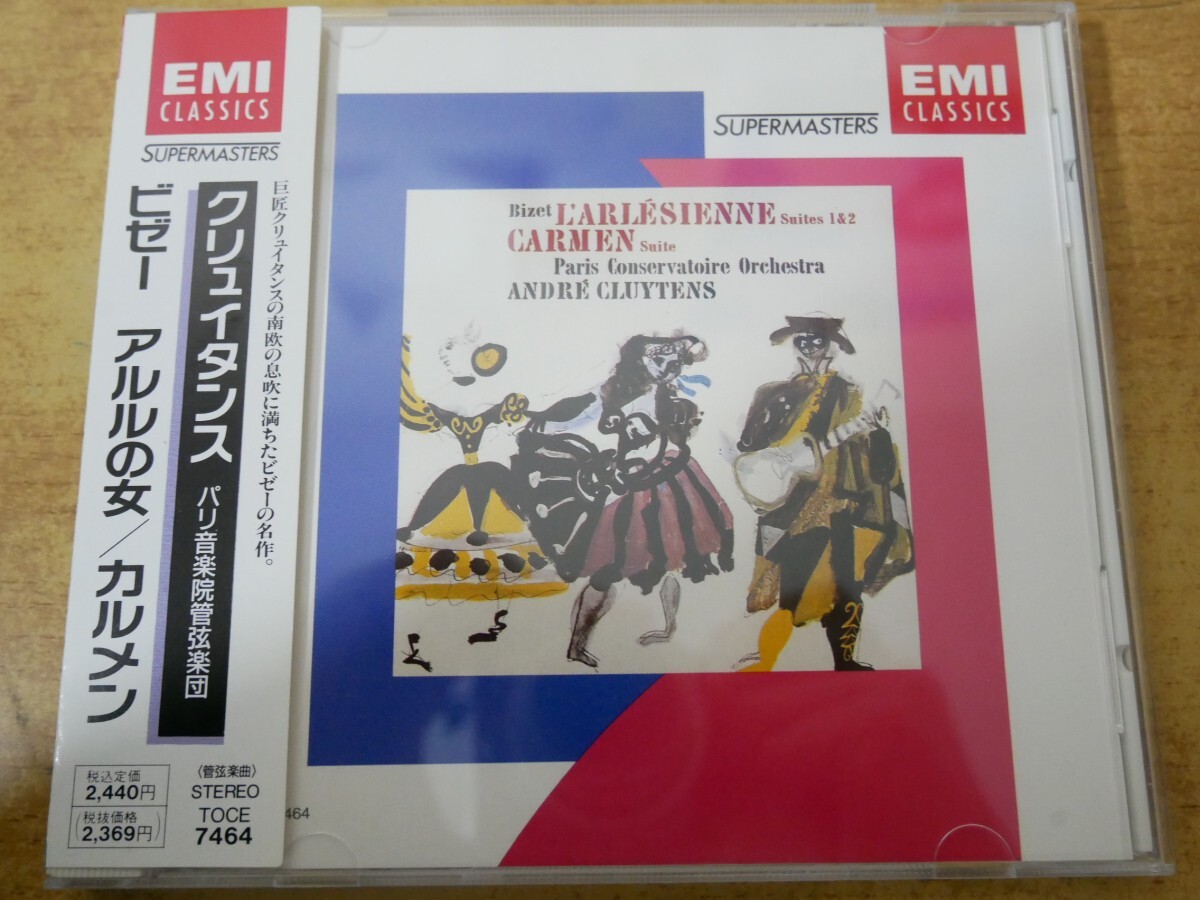 EMI
CLASSICS
SUPERMASTERS
巨匠クリュイタンスの南欧の息吹に満ちたビゼーの名作。
クリュイタンス パリ音楽院管弦楽団
ビゼー アルルの女/カルメン
税込定価
2,440円
(税抜価格
2,369円)
〈管弦楽曲〉
STEREO
TOCE
7464
SUPERMASTERS
EMI
CLASSICS
Bizet L'ARLÉSIENNE Suites 1&2
CARMEN Suite
Paris Conservatoire Orchestra
ANDRÉ CLUYTENS
464